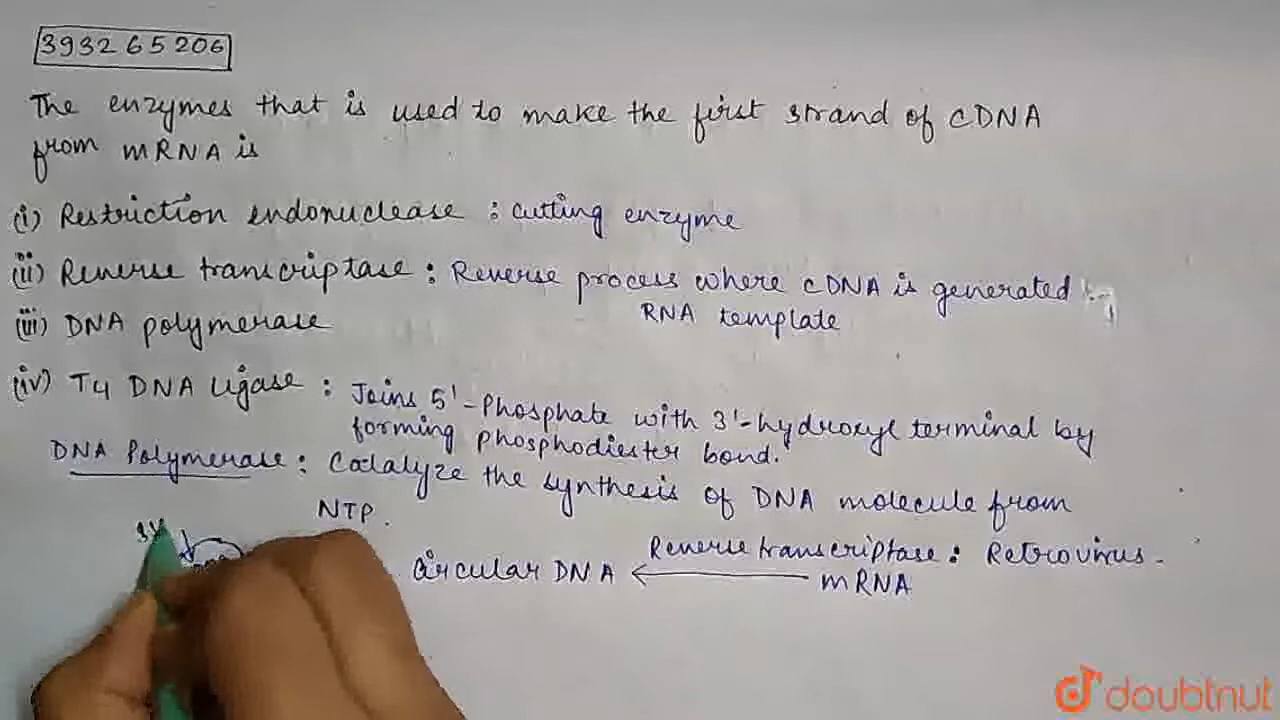 393265206
The enzymes that is used to make the first strand of CDNA
from mRNA is
(i) Restriction endonuclease : cutting enzyme
(ii) Reverse transcriptase : Reverse process where cDNA is generated
RNA template
(iii) DNA polymerase
(iv) T4 DNA ligase : Joins 5'-Phosphate with 3'-hydroxyl terminal by
forming phosphodiester bond.
DNA Polymerase : Catalyze the synthesis of DNA molecule from
NTP.
circular DNA ← Reverse transcriptase : Retrovirus.
mRNA
doubtnut